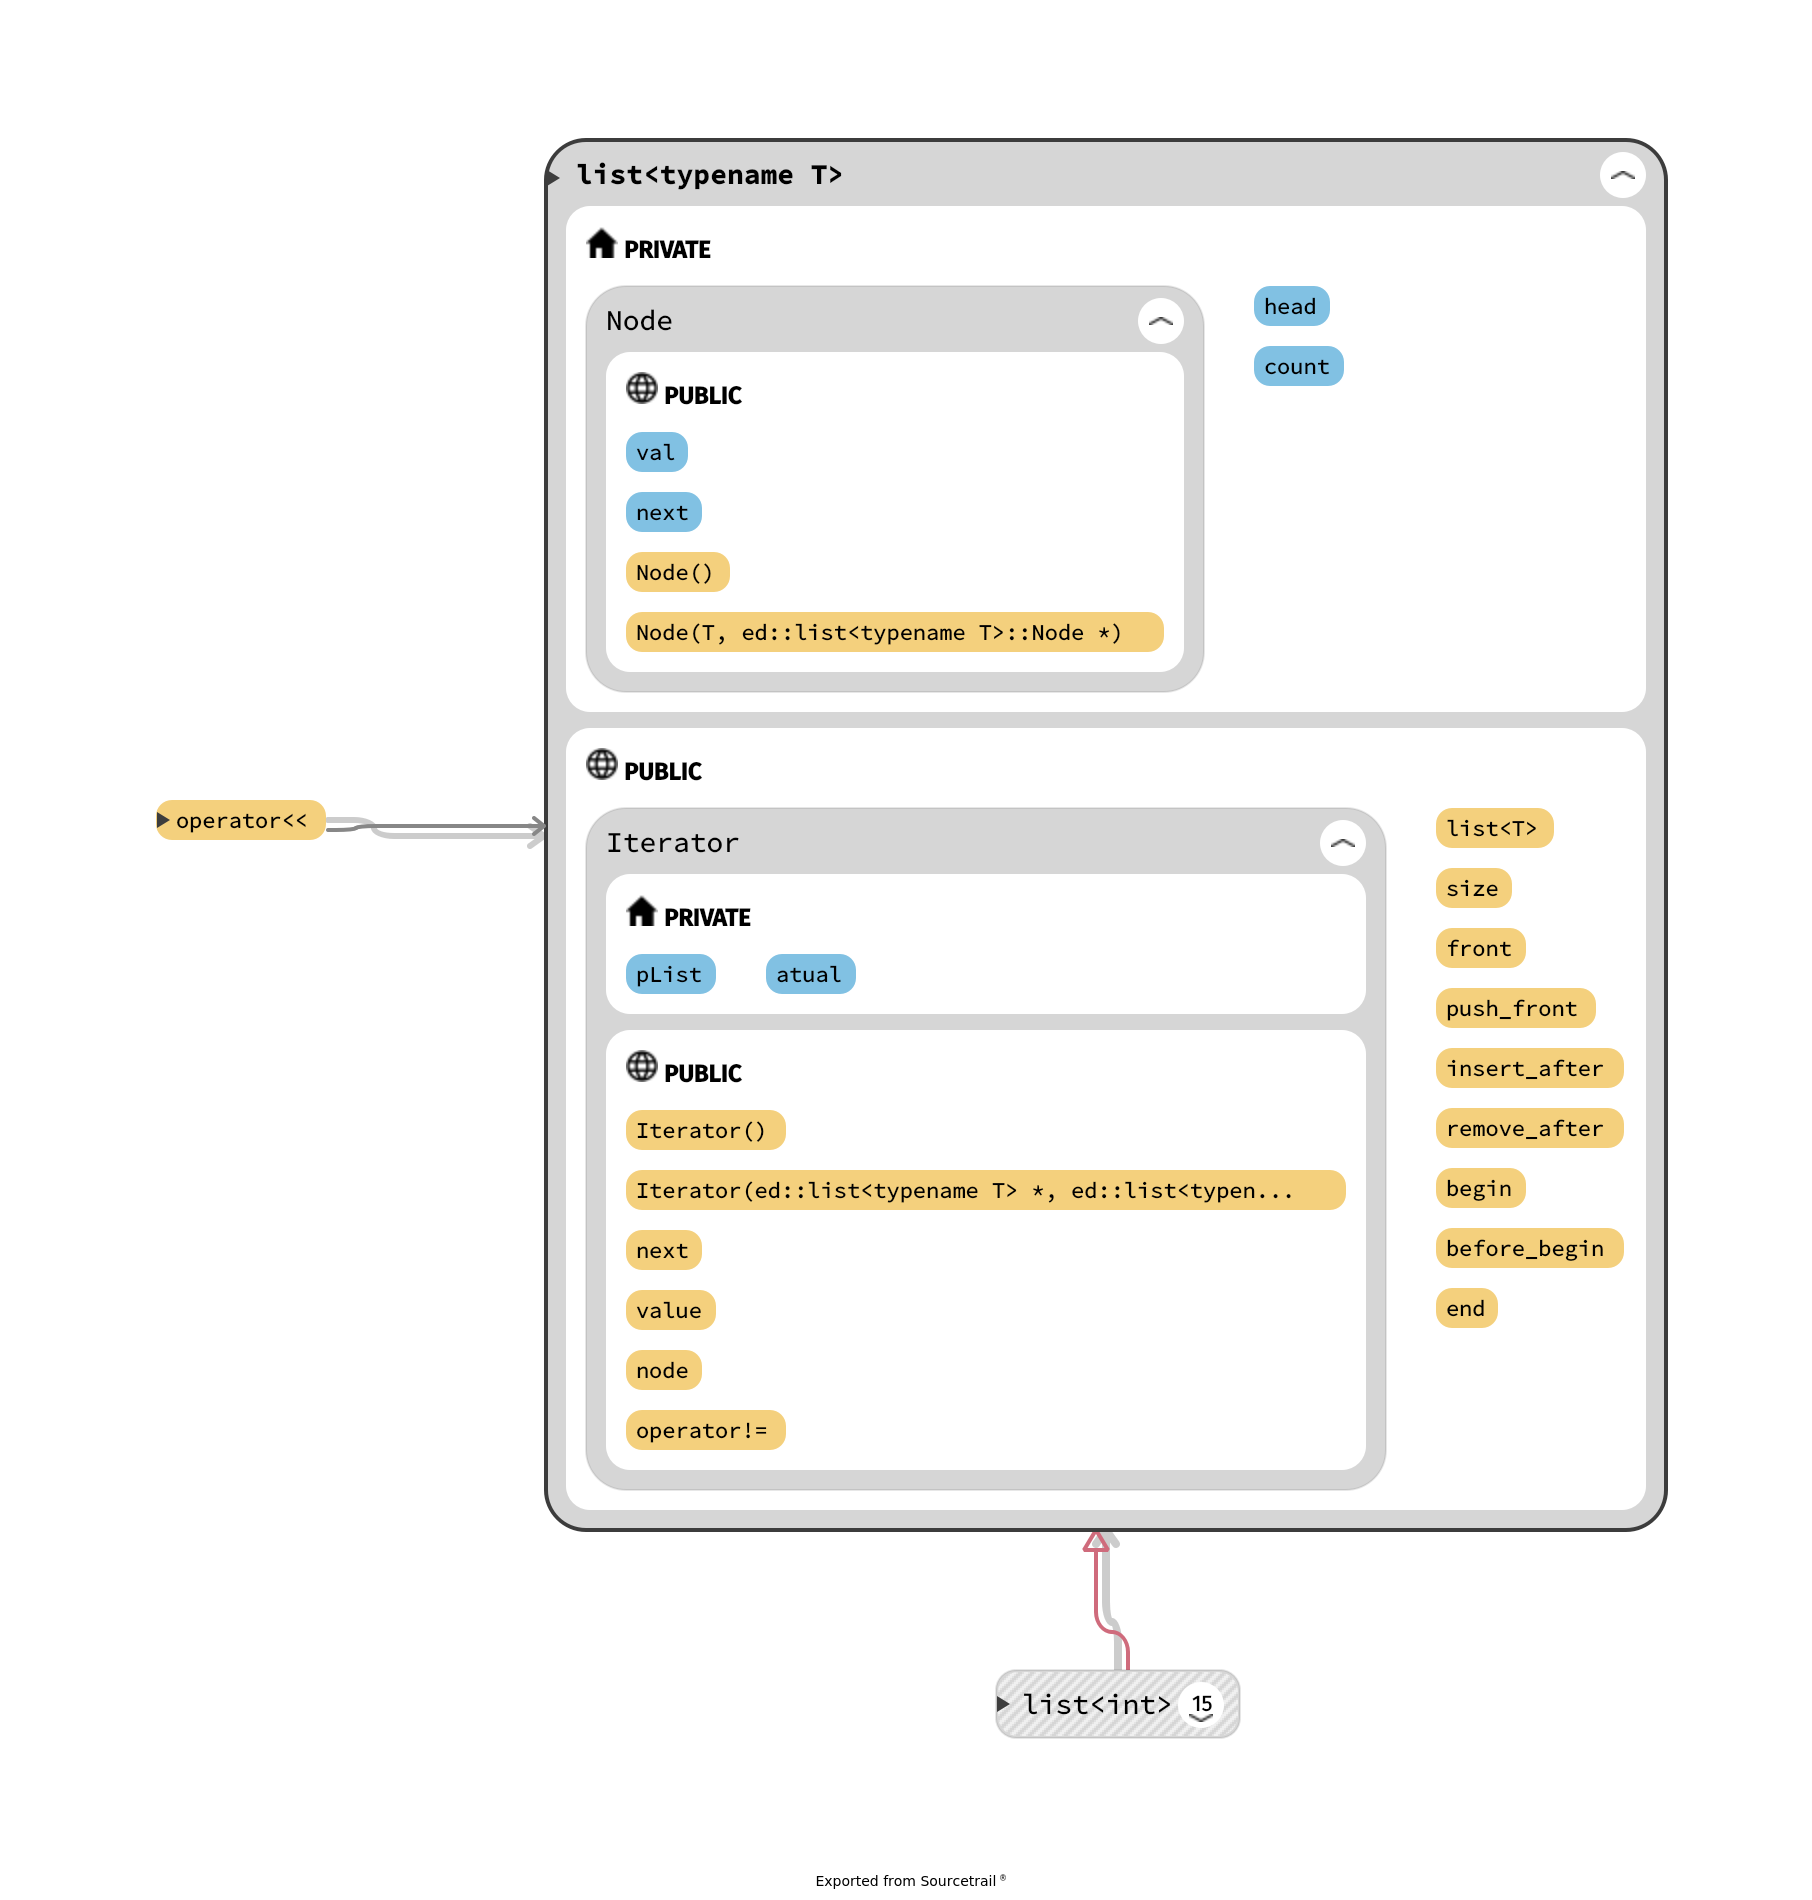 list<typename T>
PRIVATE
Node
PUBLIC
val
next
Node()
Node(T, ed::list<typename T>::Node *)
head
count
PUBLIC
operator<<
Iterator
PRIVATE
pList
atual
PUBLIC
Iterator()
Iterator(ed::list<typename T> *, ed::list<typen...
next
value
node
operator!=
list<T>
size
front
push_front
insert_after
remove_after
begin
before_begin
end
list<int> 15
Exported from Sourcetrail ®